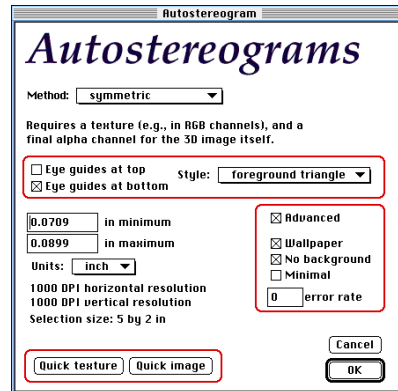 Autostereogram
Autostereograms
Method: symmetric
Requires a texture (e.g., in RGB channels), and a
final alpha channel for the 3D image itself.
Eye guides at top
Style: foreground triangle
Eye guides at bottom
0.0709 in minimum
0.0899 in maximum
Units: inch
1000 DPI horizontal resolution
1000 DPI vertical resolution
Selection size: 5 by 2 in
Advanced
Wallpaper
No background
Minimal
0 error rate
Quick texture Quick image
Cancel
OK